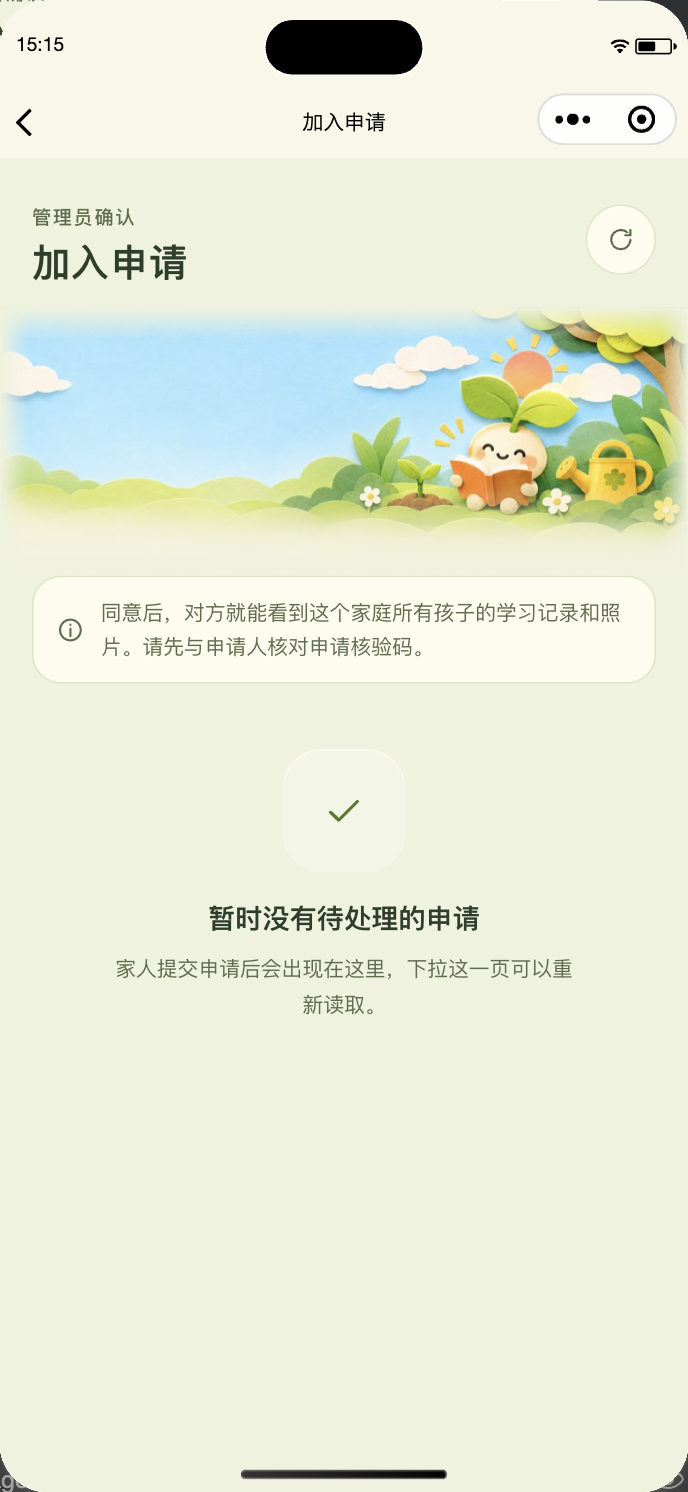 15:15
加入申请
管理员确认
加入申请
同意后，对方就能看到这个家庭所有孩子的学习记录和照
片。请先与申请人核对申请核验码。
暂时没有待处理的申请
家人提交申请后会出现在这里，下拉这一页可以重
新读取。